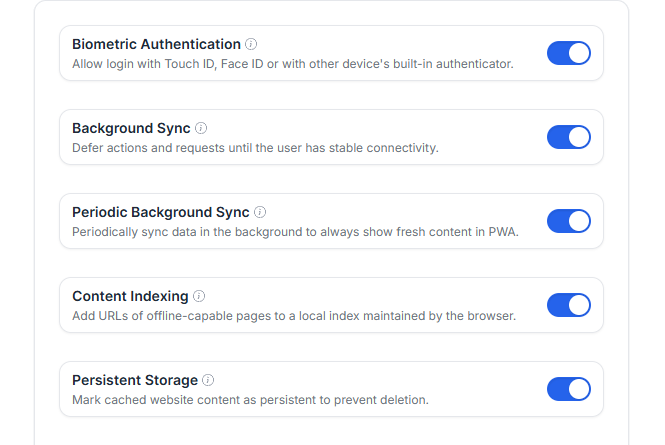 Biometric Authentication
Allow login with Touch ID, Face ID or with other device's built-in authenticator.
Background Sync
Defer actions and requests until the user has stable connectivity.
Periodic Background Sync
Periodically sync data in the background to always show fresh content in PWA.
Content Indexing
Add URLs of offline-capable pages to a local index maintained by the browser.
Persistent Storage
Mark cached website content as persistent to prevent deletion.